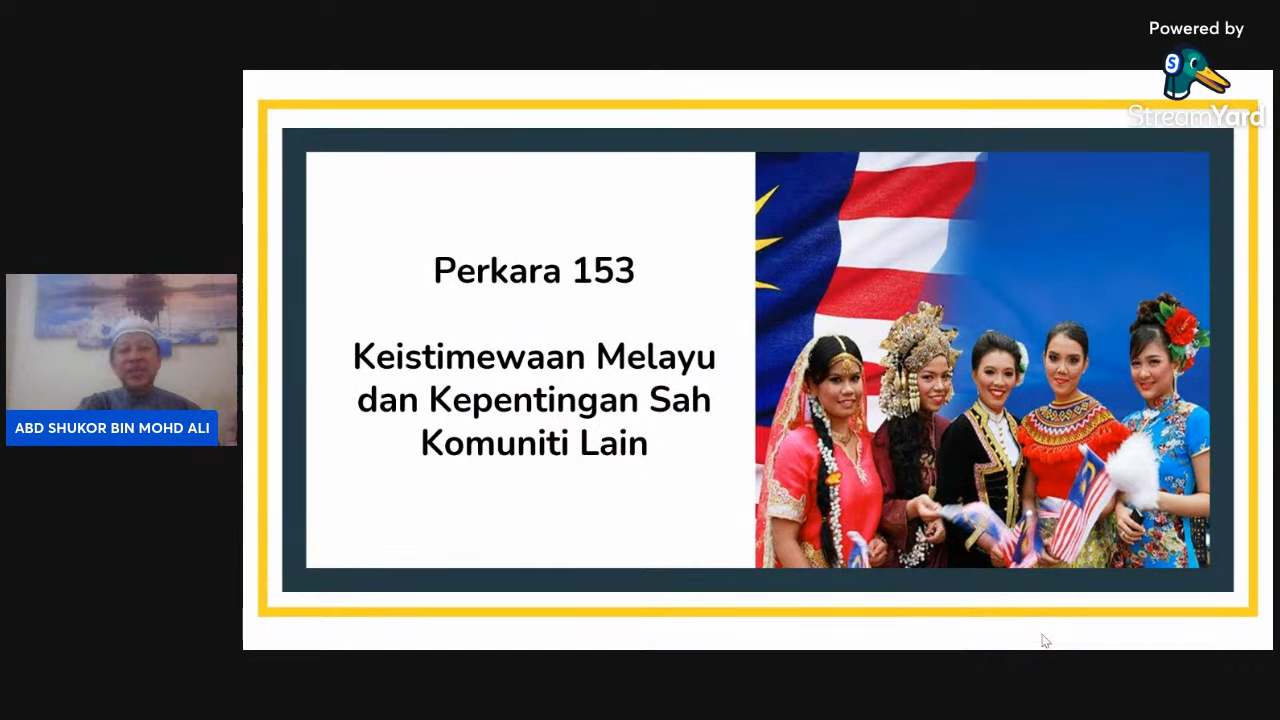 Powered by
StreamYard
Perkara 153
Keistimewaan Melayu
dan Kepentingan Sah
Komuniti Lain
ABD SHUKOR BIN MOHD ALI